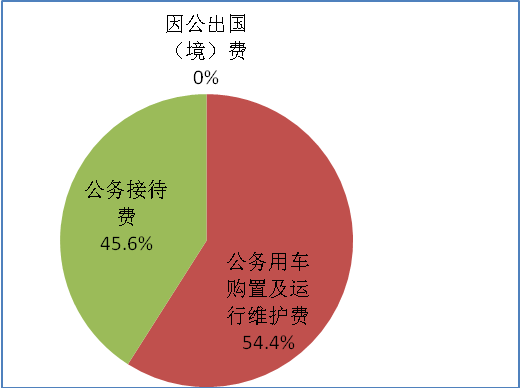 因公出国
（境）费
0%
公务接待
费
45.6%
公务用车
购置及运
行维护费
54.4%